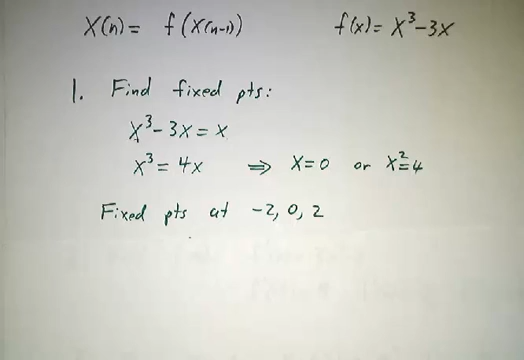 X(n) = f(X(n-1)) f(x) = X³-3x
1. Find fixed pts:
X³-3x = x
X³ = 4x ⇒ X=0 or X²=4
Fixed pts at -2, 0, 2